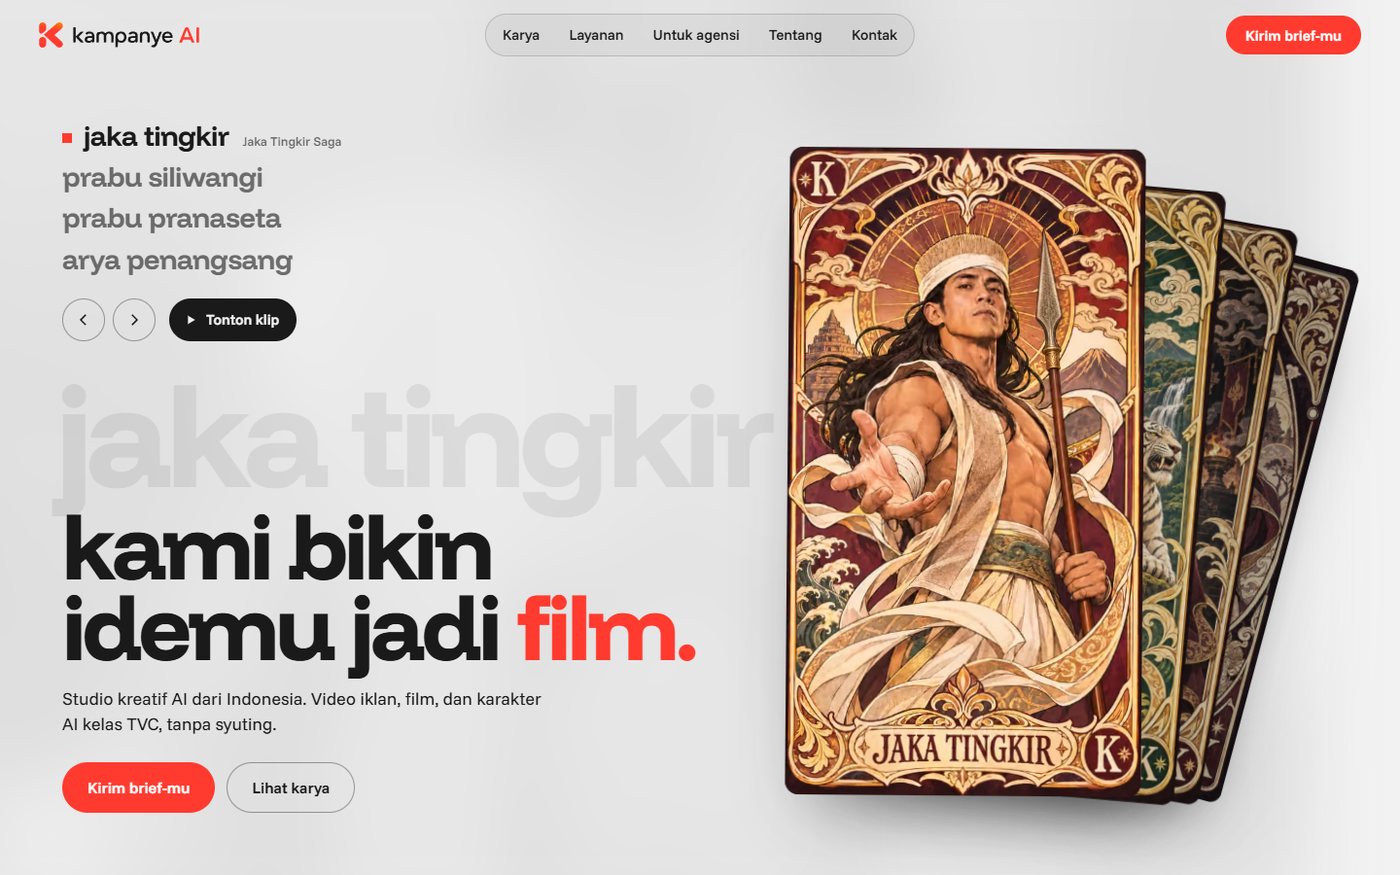 kampanye AI
Karya
Layanan
Untuk agensi
Tentang
Kontak
Kirim brief-mu
jaka tingkir Jaka Tingkir Saga
prabu siliwangi
prabu pranaseta
arya penangsang
Tonton klip
jaka tingkir
kami bikin
idemu jadi film.
Studio kreatif AI dari Indonesia. Video iklan, film, dan karakter
AI kelas TVC, tanpa syuting.
Kirim brief-mu
Lihat karya
K
JAKA TINGKIR
K
K
K